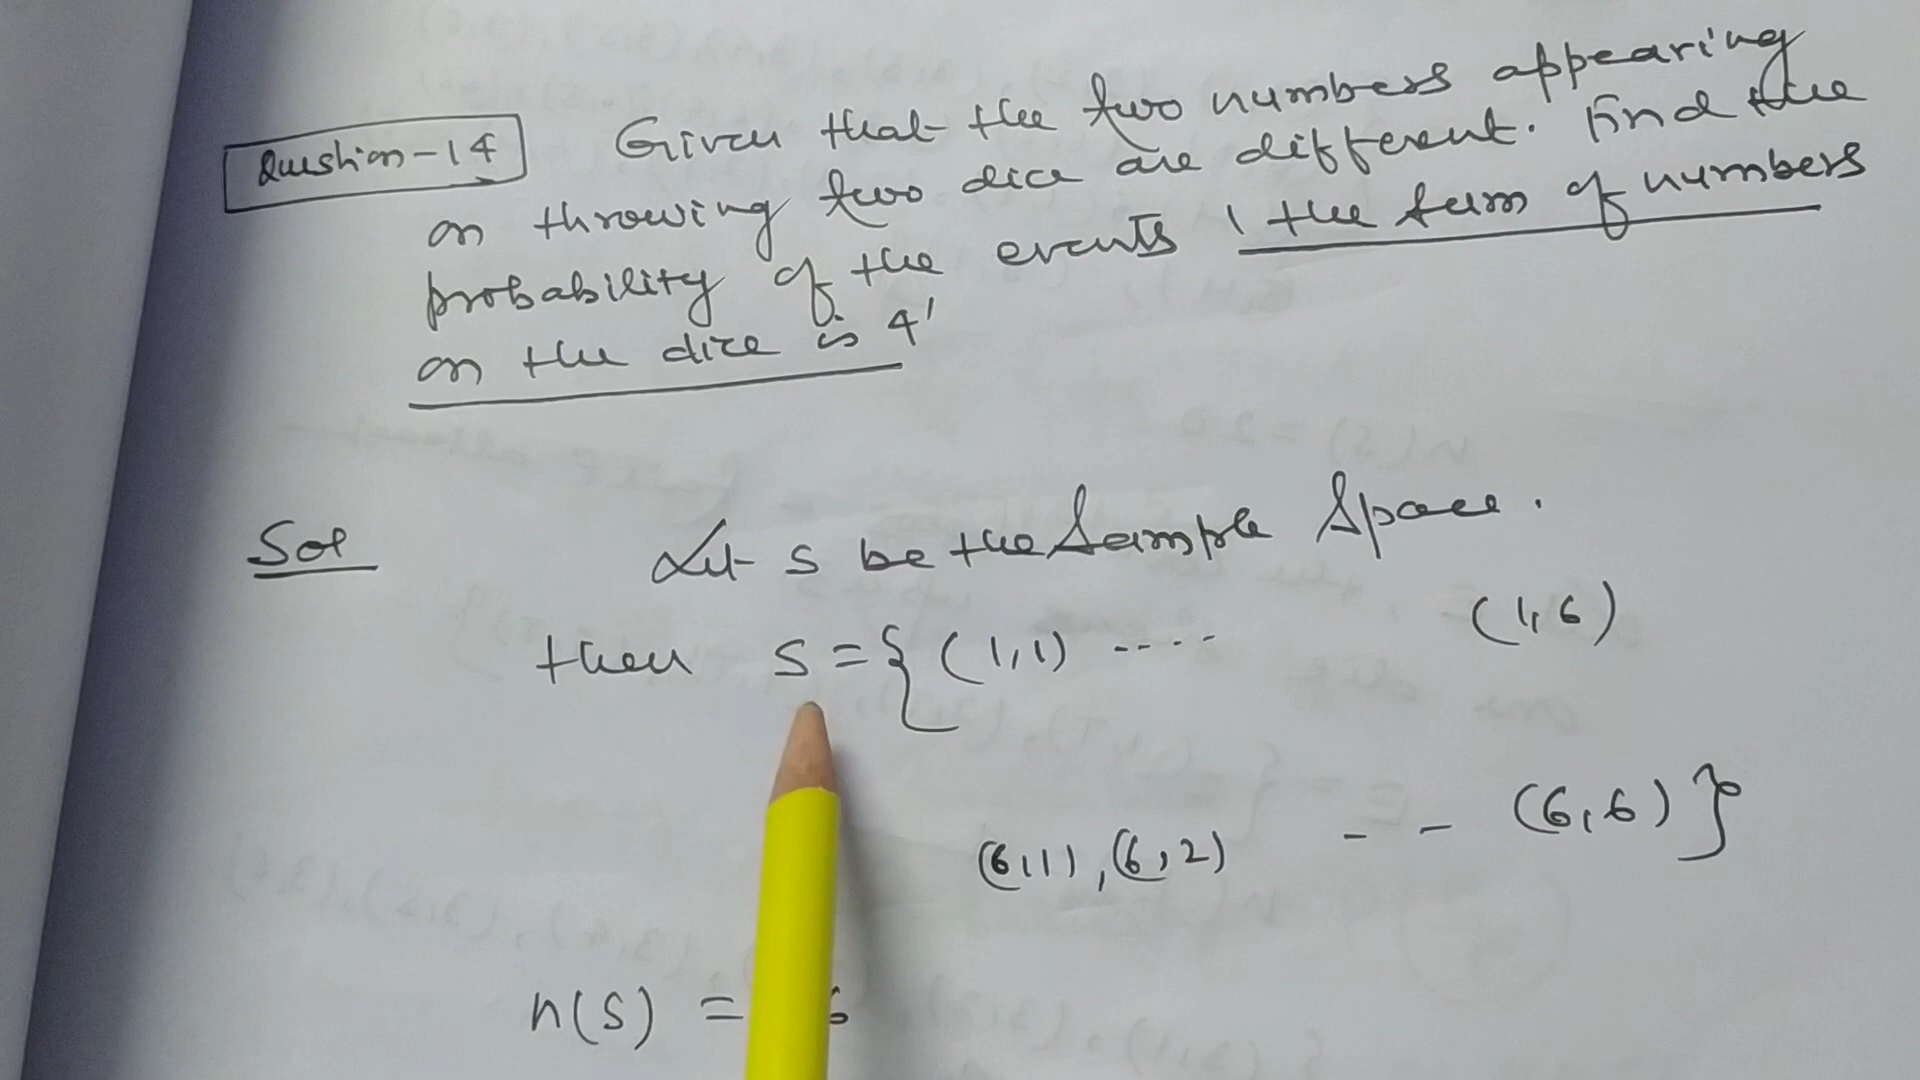 Question-14 Given that the two numbers appearing
on throwing two dice are different. Find the
probability of the events 'the sum of numbers
on the dice is 4'
Sol Let S be the Sample Space.
then S = { (1,1) ---- (1,6)
(6,1), (6,2) - - (6,6) }
n(S) = 6